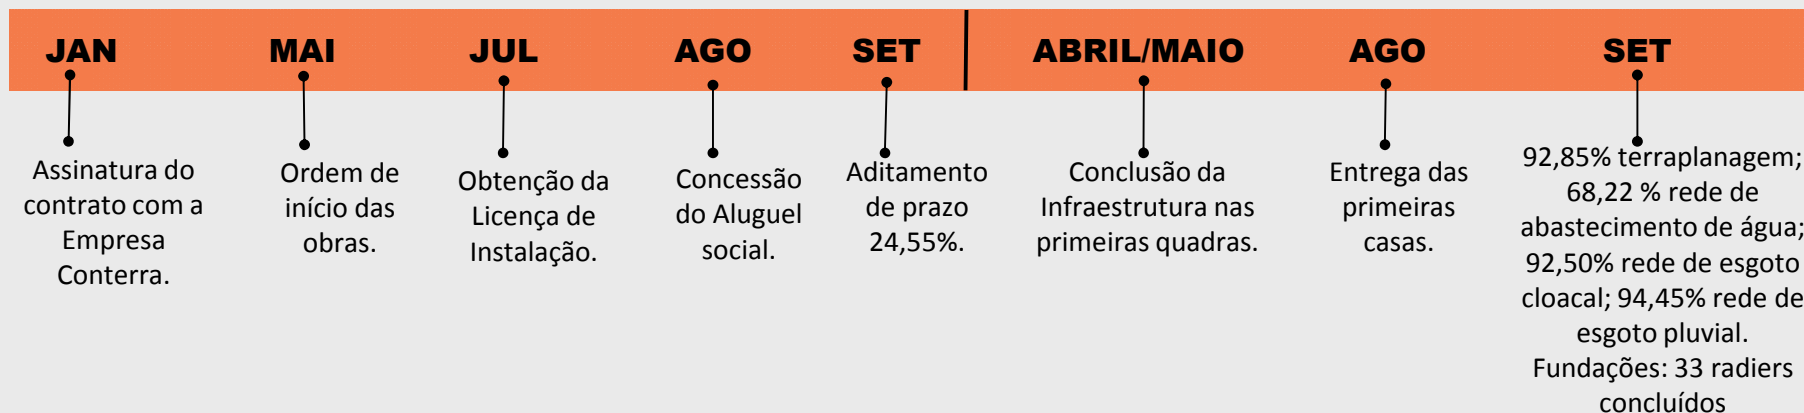 JAN
MAI
JUL
AGO
SET
ABRIL/MAIO
AGO
SET
Assinatura do
contrato com a
Empresa
Conterra.
Ordem de
início das
obras.
Obtenção da
Licença de
Instalação.
Concessão
do Aluguel
social.
Aditamento
de prazo
24,55%.
Conclusão da
Infraestrutura nas
primeiras quadras.
Entrega das
primeiras
casas.
92,85% terraplanagem;
68,22 % rede de
abastecimento de água;
92,50% rede de esgoto
cloacal; 94,45% rede de
esgoto pluvial.
Fundações: 33 radiers
concluídos